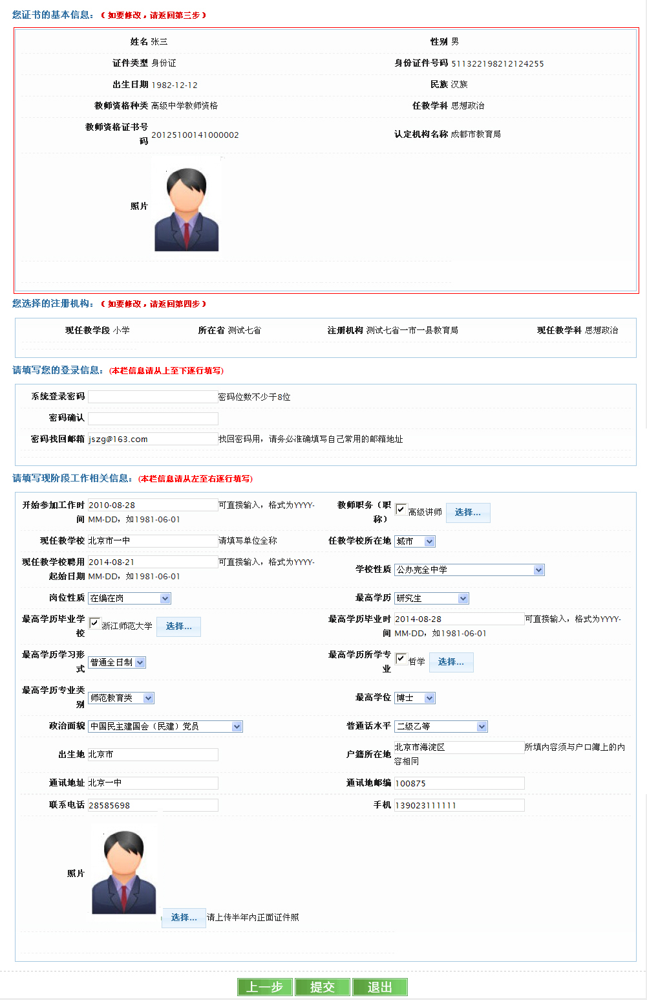 您证书的基本信息：（如要修改，请返回第三步）
姓名 张三 性别 男
证件类型 身份证 身份证件号码 511322198212124255
出生日期 1982-12-12 民族 汉族
教师资格种类 高级中学教师资格 任教学科 思想政治
教师资格证书号
码 20125100141000002 认定机构名称 成都市教育局
照片
您选择的注册机构：（如要修改，请返回第四步）
现任教学段 小学 所在省 测试七省 注册机构 测试七省一市一县教育局 现任教学科 思想政治
请填写您的登录信息：(本栏信息请从上至下逐行填写)
系统登录密码 密码位数不少于8位
密码确认
密码找回邮箱 jszg@163.com 找回密码用，请务必准确填写自己常用的邮箱地址
请填写现阶段工作相关信息：(本栏信息请从左至右逐行填写)
开始参加工作时 2010-08-28 可直接输入，格式为YYYY- 教师职务（职
间 MM-DD，如1981-06-01 称） 高级讲师 选择...
现任教学校 北京市一中 请填写单位全称 任教学校所在地 城市
现任教学校聘用 2014-08-21 可直接输入，格式为YYYY-
起始日期 MM-DD，如1981-06-01 学校性质 公办完全中学
岗位性质 在编在岗 最高学历 研究生
最高学历毕业学 最高学历毕业时 2014-08-28 可直接输入，格式为YYYY-
校 浙江师范大学 选择... 间 MM-DD，如1981-06-01
最高学历学习形 最高学历所学专
式 普通全日制 业 哲学 选择...
最高学历专业类
别 师范教育类 最高学位 博士
政治面貌 中国民主建国会（民建）党员 普通话水平 二级乙等
出生地 北京市 户籍所在地 北京市海淀区 所填内容须与户口簿上的内
容相同
通讯地址 北京一中 通讯地邮编 100875
联系电话 28585698 手机 139023111111
照片
选择... 请上传半年内正面证件照
上一步 提交 退出